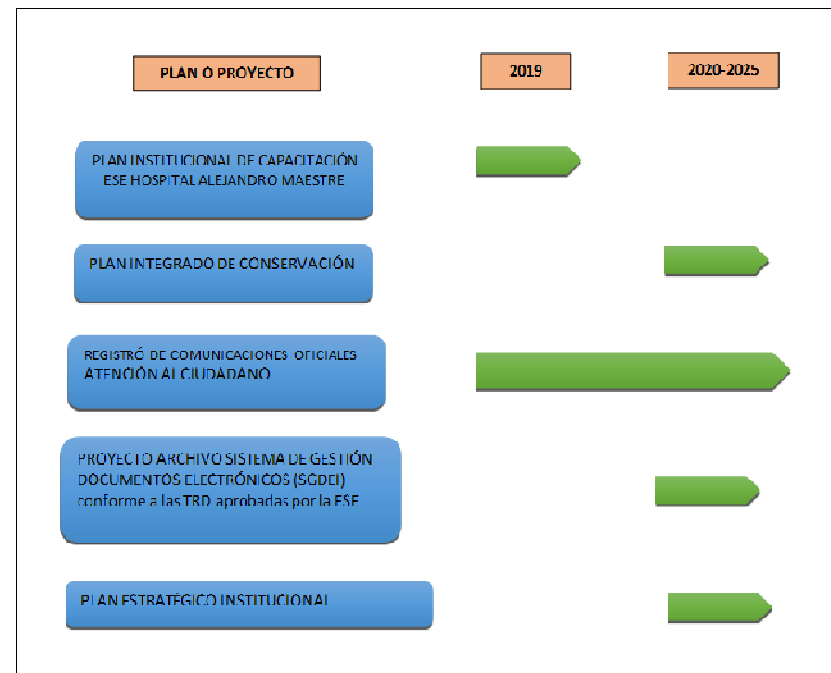 PLAN O PROYECTO
2019
2020-2025
PLAN INSTITUCIONAL DE CAPACITACIÓN
ESE HOSPITAL ALEJANDRO MAESTRE
PLAN INTEGRADO DE CONSERVACIÓN
REGISTRÓ DE COMUNICACIONES OFICIALES
ATENCIÓN AL CIUDADANO
PROYECTO ARCHIVO SISTEMA DE GESTIÓN
DOCUMENTOS ELECTRÓNICOS (SGDEI)
conforme a las TRD aprobadas por la ESE
PLAN ESTRATÉGICO INSTITUCIONAL